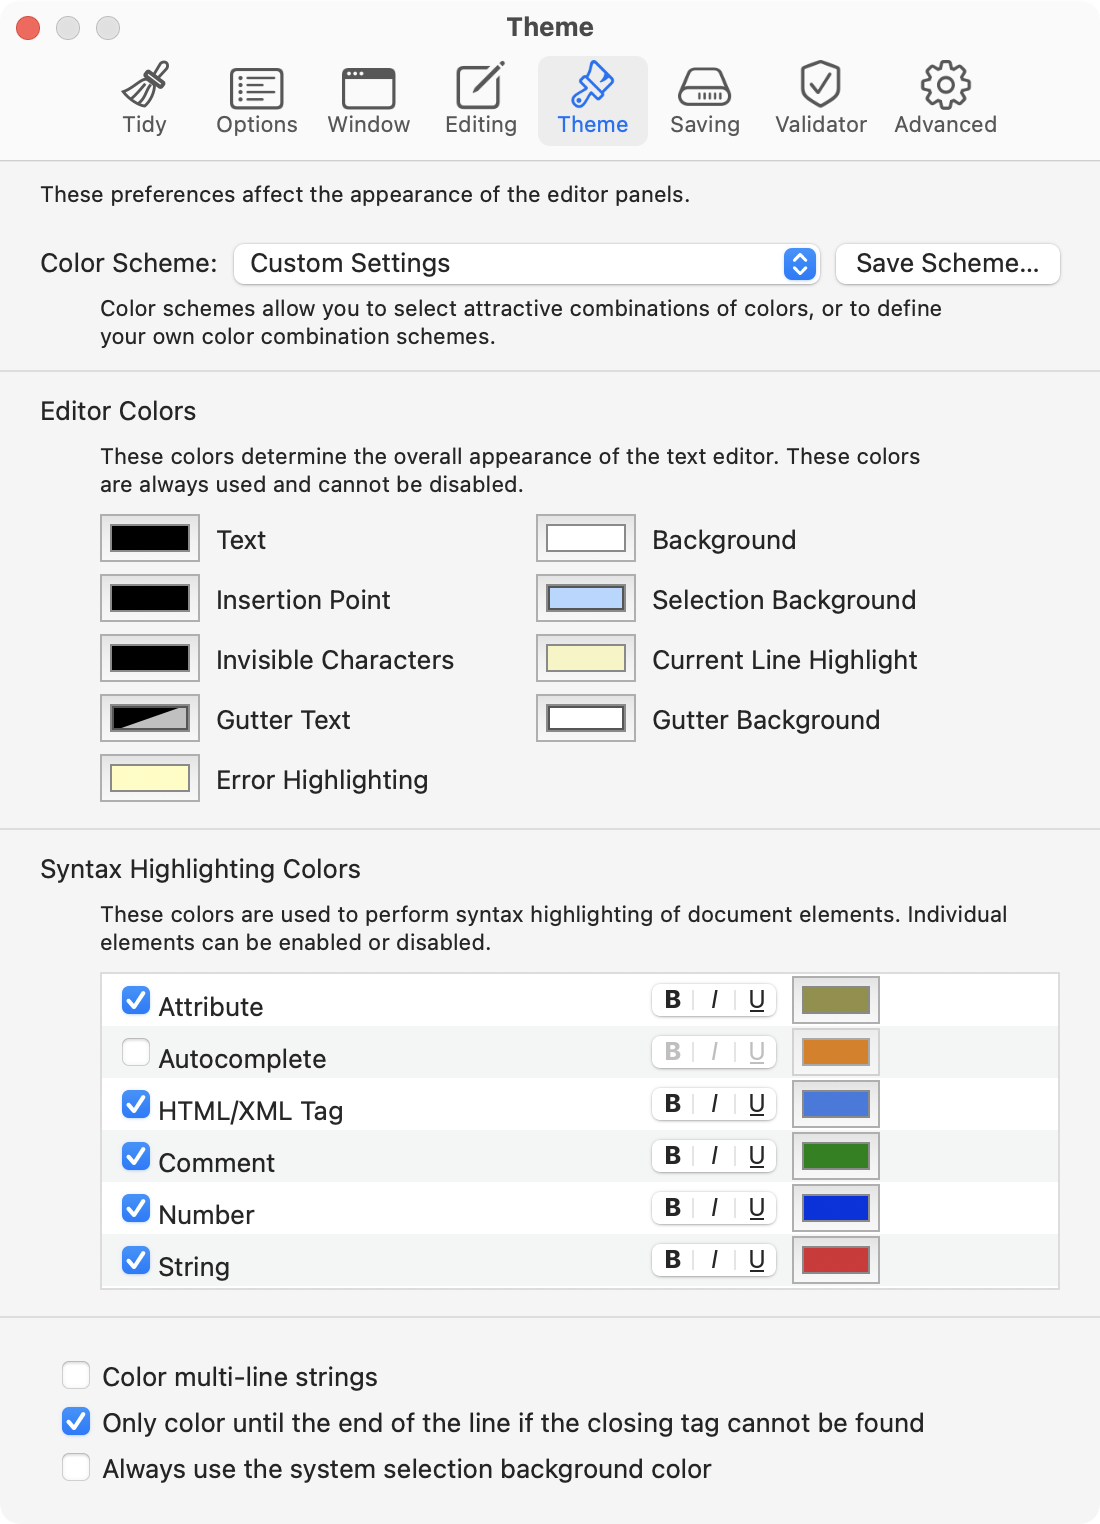 Theme
Tidy
Options
Window
Editing
Theme
Saving
Validator
Advanced
These preferences affect the appearance of the editor panels.
Color Scheme: Custom Settings Save Scheme...
Color schemes allow you to select attractive combinations of colors, or to define
your own color combination schemes.
Editor Colors
These colors determine the overall appearance of the text editor. These colors
are always used and cannot be disabled.
Text
Background
Insertion Point
Selection Background
Invisible Characters
Current Line Highlight
Gutter Text
Gutter Background
Error Highlighting
Syntax Highlighting Colors
These colors are used to perform syntax highlighting of document elements. Individual
elements can be enabled or disabled.
Attribute B I U
Autocomplete B I U
HTML/XML Tag B I U
Comment B I U
Number B I U
String B I U
Color multi-line strings
Only color until the end of the line if the closing tag cannot be found
Always use the system selection background color